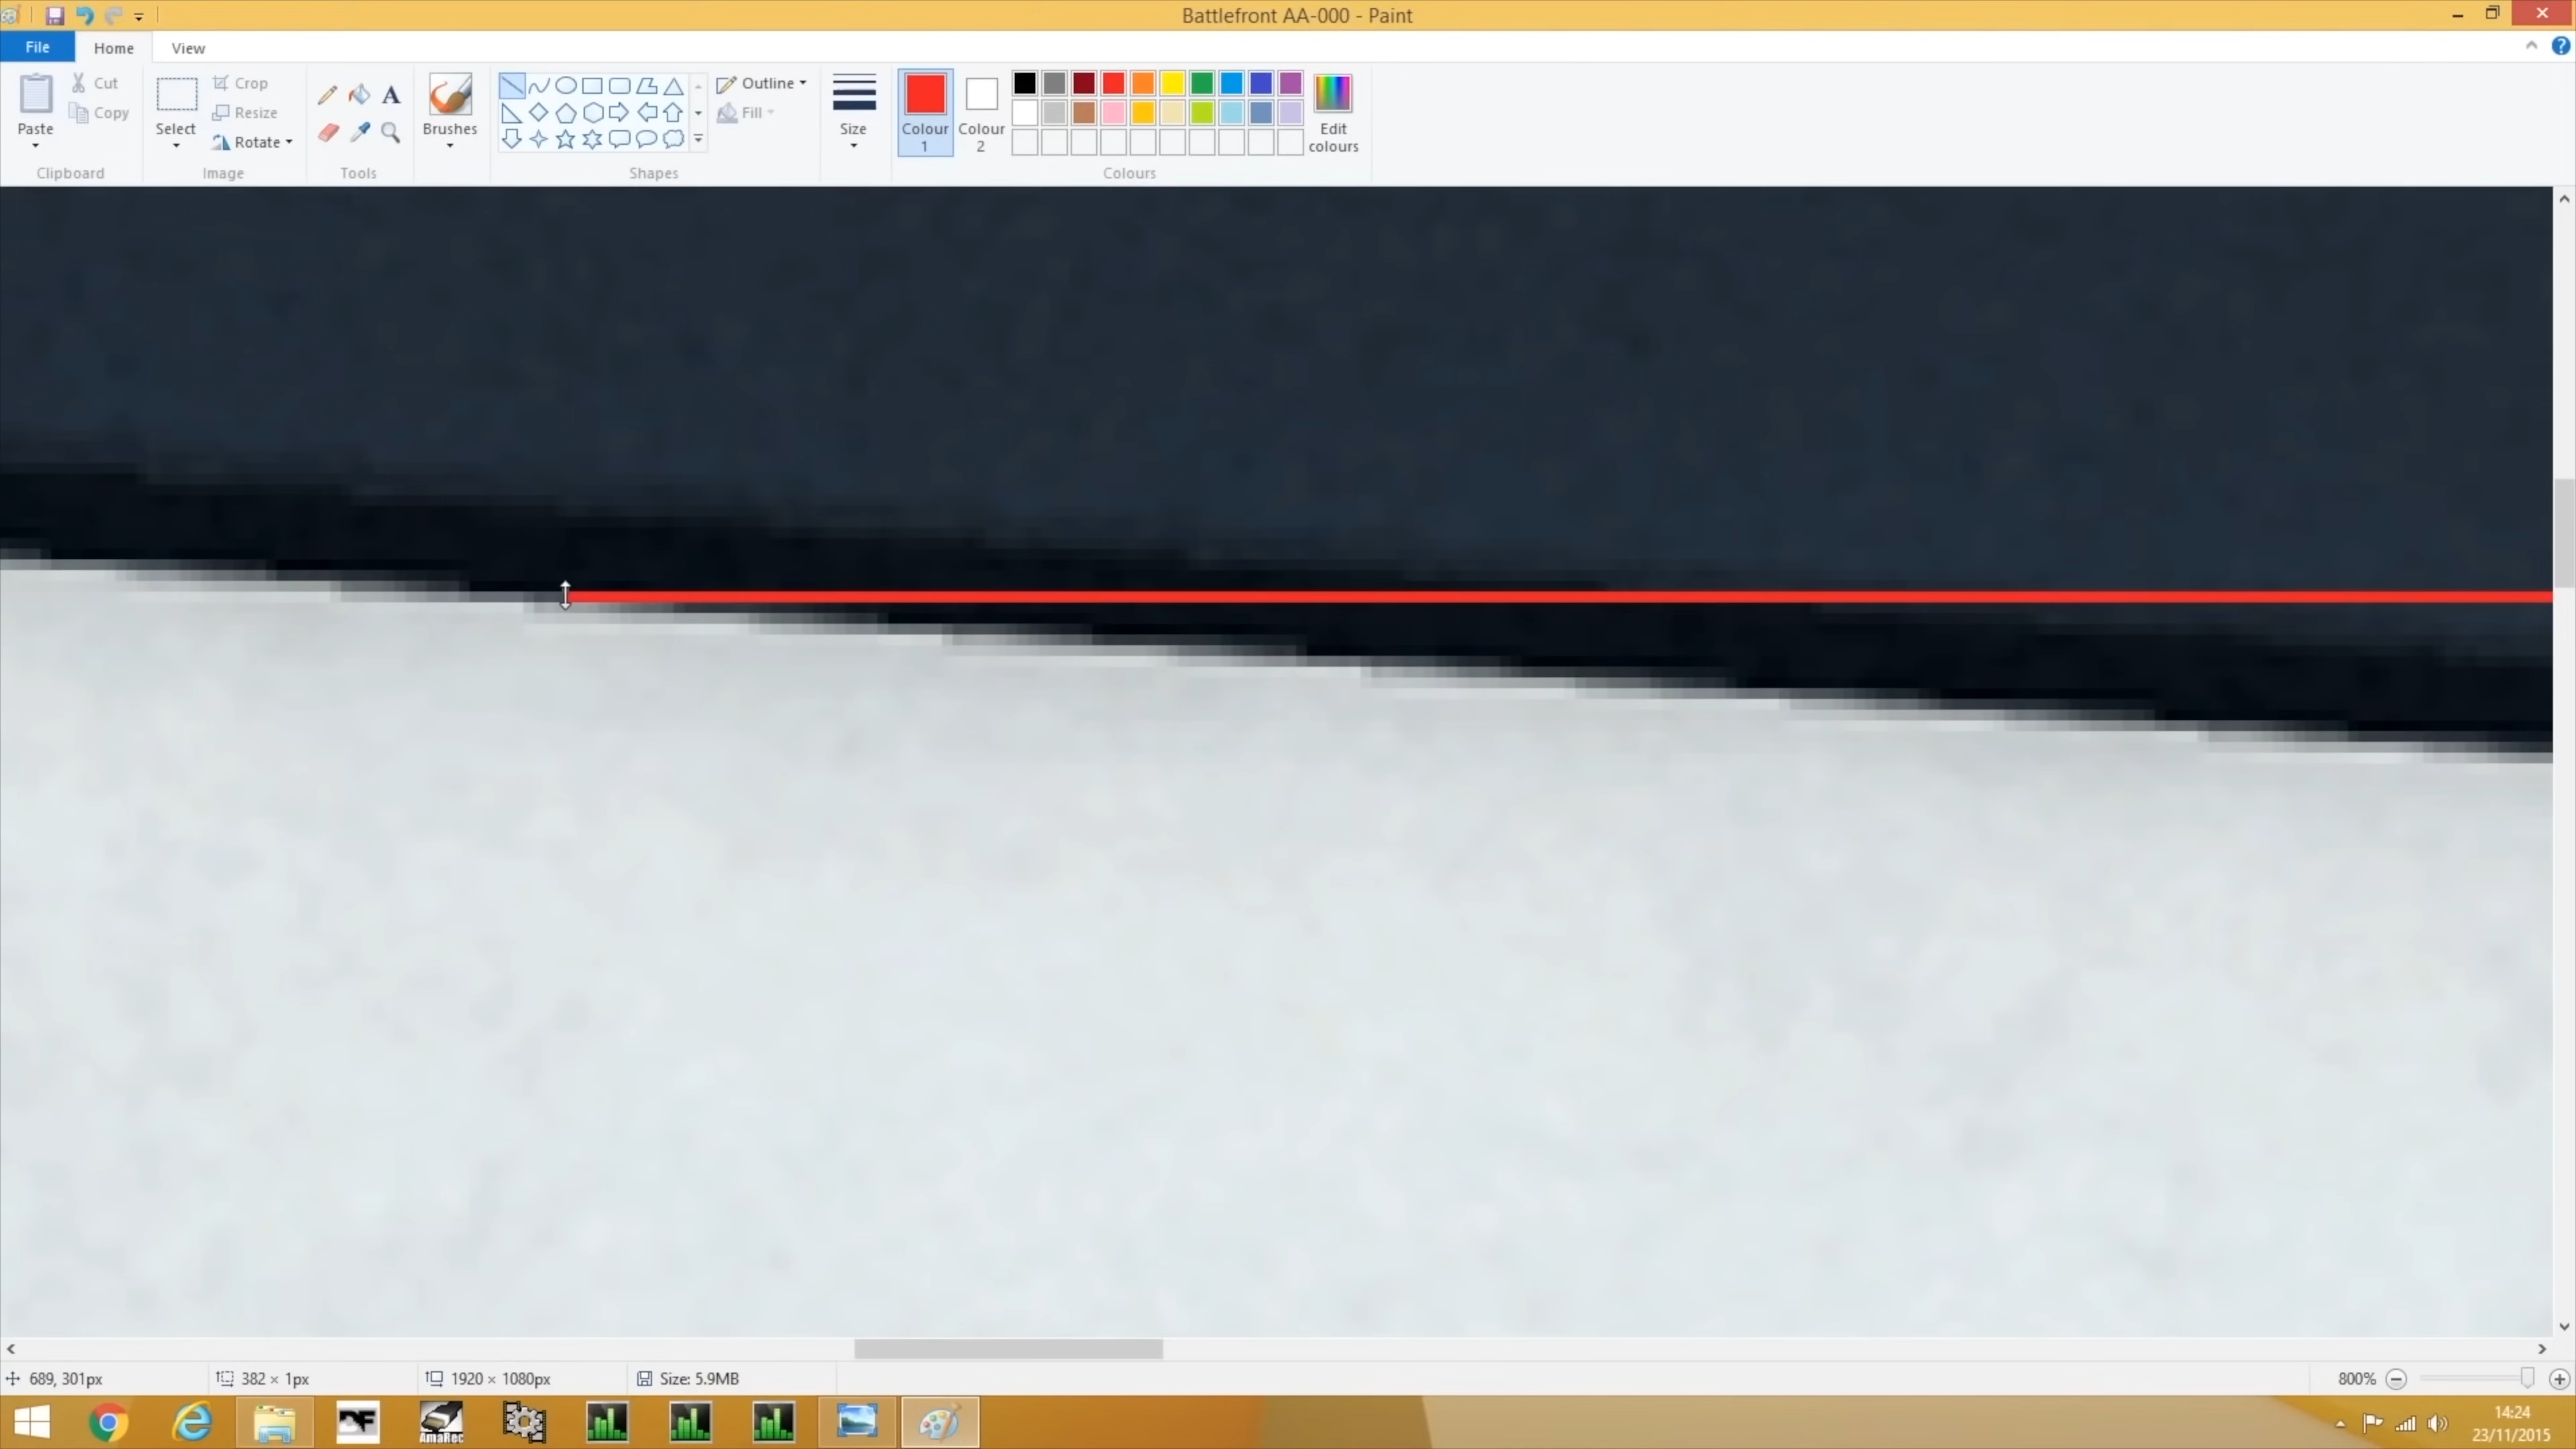 Battlefront AA-000 - Paint
File Home View
Paste
Cut
Copy
Clipboard
Select
Crop
Resize
Rotate
Image
A
Tools
Brushes
Outline
Fill
Shapes
Size
Colour 1
Colour 2
Edit colours
Colours
689, 301px
382 × 1px
1920 × 1080px
Size: 5.9MB
800%
DF
AmaRec
14:24
23/11/2015